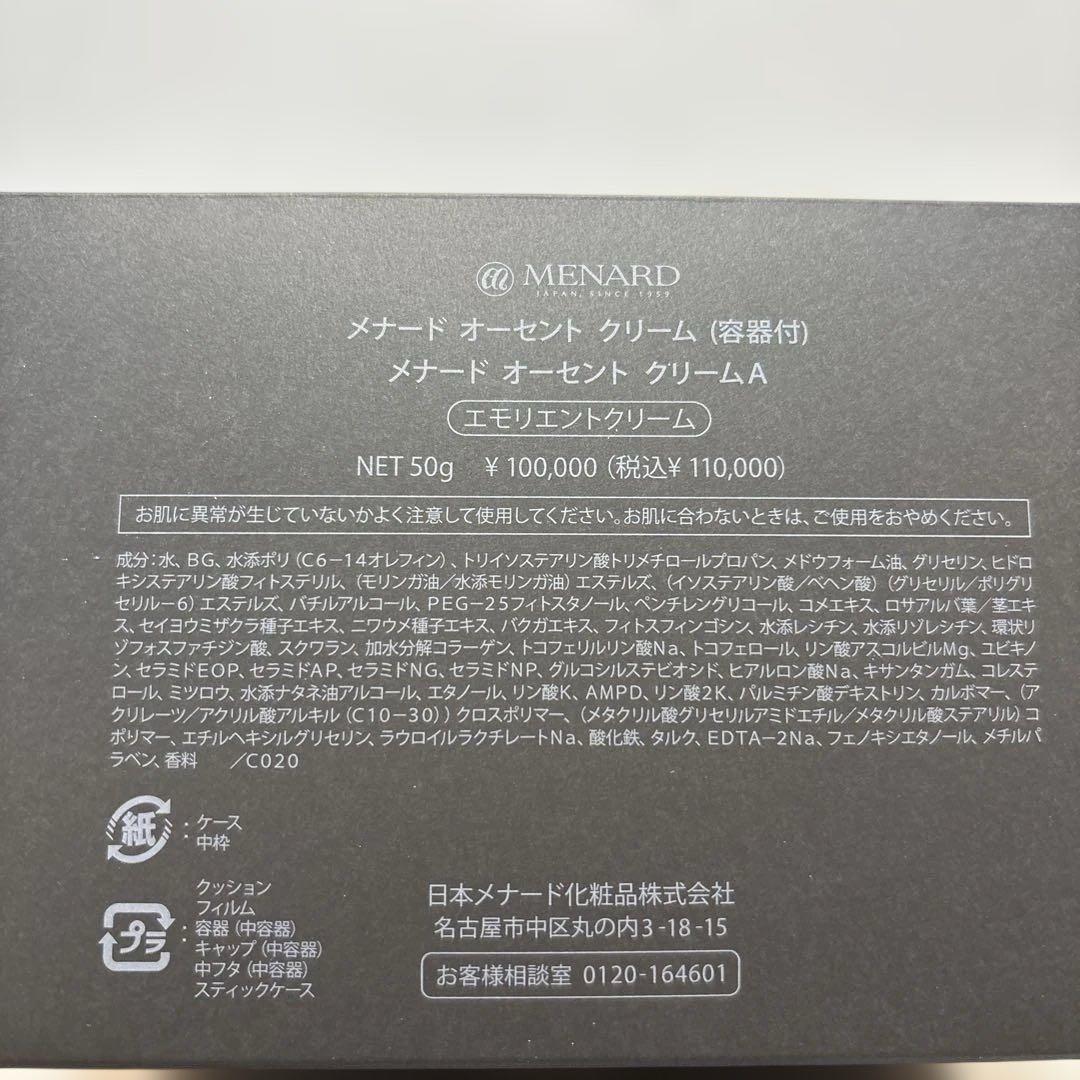 MENARD
JAPAN, SINCE 1959
メナード オーセント クリーム (容器付)
メナード オーセント クリームA
エモリエントクリーム
NET 50g ¥ 100,000 (税込¥ 110,000)
お肌に異常が生じていないかよく注意して使用してください。お肌に合わないときは、ご使用をおやめください。
成分:水、BG、水添ポリ(C6-14オレフィン)、トリイソステアリン酸トリメチロールプロパン、メドウフォーム油、グリセリン、ヒドロ
キシステアリン酸フィトステリル、(モリンガ油/水添モリンガ油)エステルズ、(イソステアリン酸/ベヘン酸)(グリセリル/ポリグリ
セリル-6)エステルズ、バチルアルコール、PEG-25フィトスタノール、ペンチレングリコール、コメエキス、ロサアルバ葉/茎エキ
ス、セイヨウミザクラ種子エキス、ニワウメ種子エキス、バクガエキス、フィトスフィンゴシン、水添レシチン、水添リゾレシチン、環状リ
ゾフォスファチジン酸、スクワラン、加水分解コラーゲン、トコフェリルリン酸Na、トコフェロール、リン酸アスコルビルMg、ユビキノ
ン、セラミドEOP、セラミドAP、セラミドNG、セラミドNP、グルコシルステビオシド、ヒアルロン酸Na、キサンタンガム、コレステ
ロール、ミツロウ、水添ナタネ油アルコール、エタノール、リン酸K、AMPD、リン酸2K、パルミチン酸デキストリン、カルボマー、(ア
クリレーツ/アクリル酸アルキル(C10-30))クロスポリマー、(メタクリル酸グリセリルアミドエチル/メタクリル酸ステアリル)コ
ポリマー、エチルヘキシルグリセリン、ラウロイルラクチレートNa、酸化鉄、タルク、EDTA-2Na、フェノキシエタノール、メチルパ
ラベン、香料 /C020
紙 : ケース
: 中枠
クッション
フィルム
プラ : 容器 (中容器)
: キャップ (中容器)
中フタ (中容器)
スティックケース
日本メナード化粧品株式会社
名古屋市中区丸の内3-18-15
お客様相談室 0120-164601